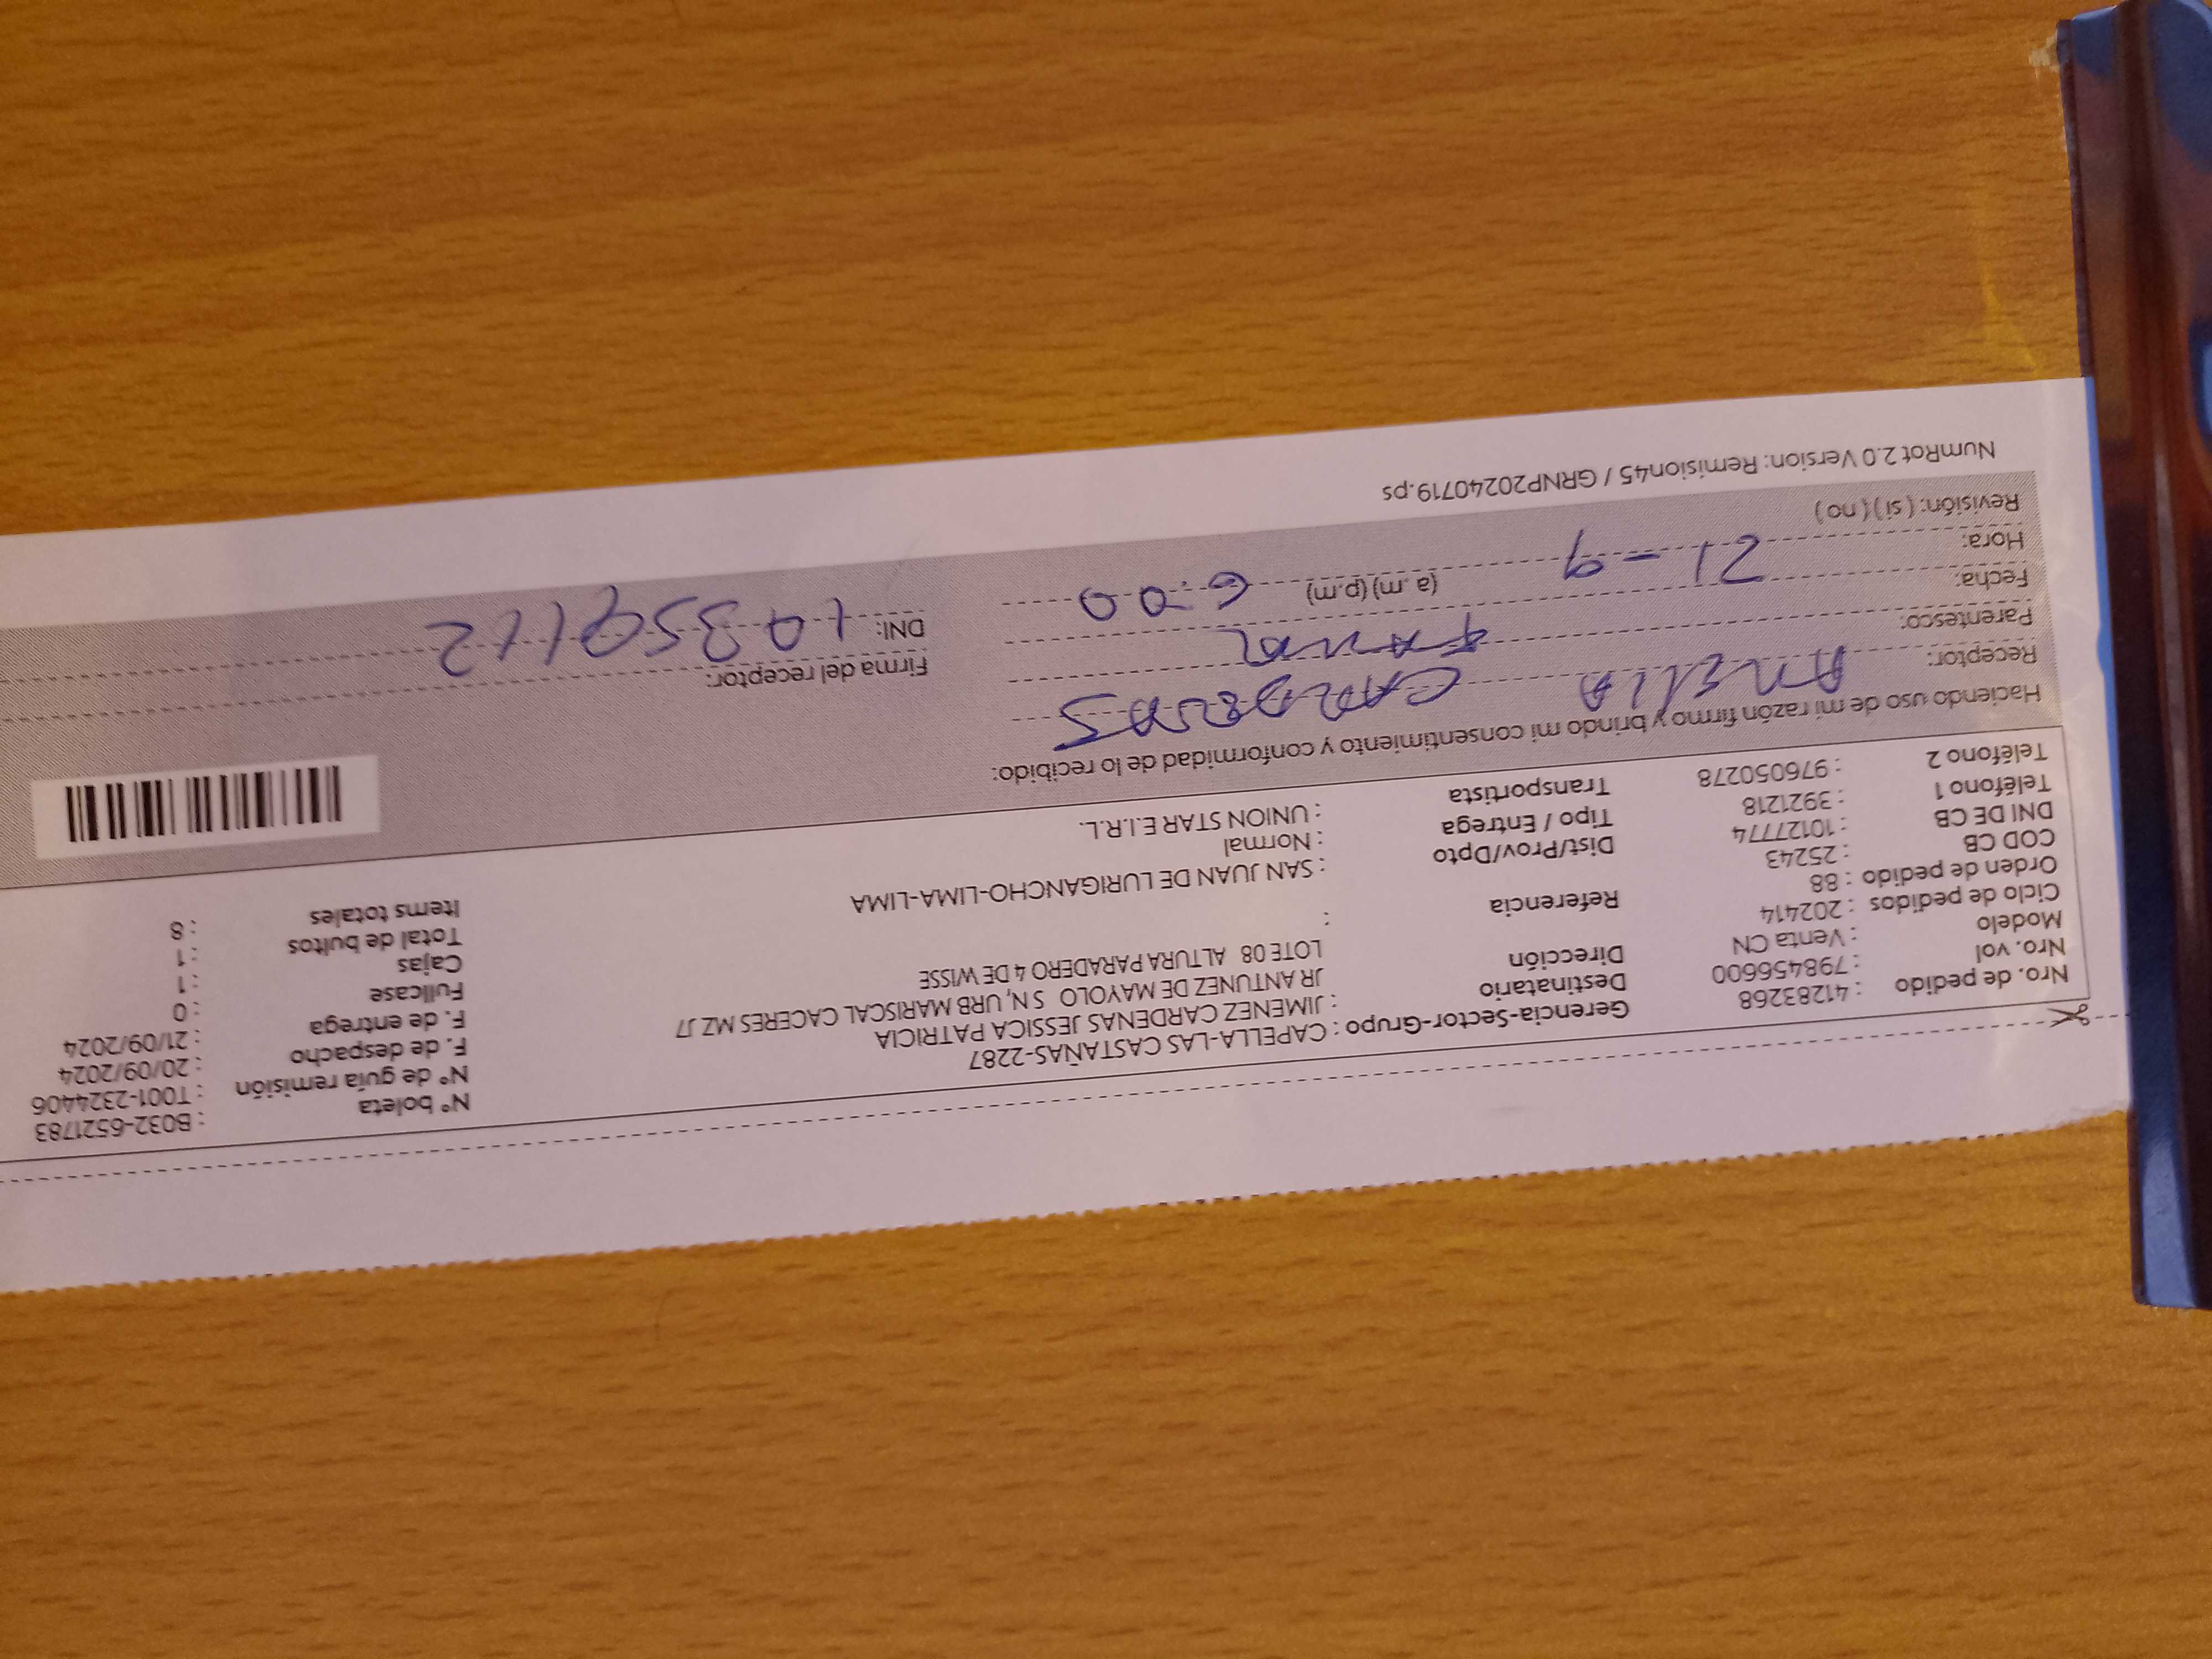 Nro. de pedido : 41283268 Gerencia-Sector-Grupo : CAPELLA-LAS CASTAÑAS-2287 N° boleta : B032-6521783
Nro. vol : 798456600 Destinatario : JIMENEZ CARDENAS JESSICA PATRICIA N° de guía remisión : T001-2324406
Modelo : Venta CN Dirección JR ANTUNEZ DE MAYOLO S N, URB MARISCAL CACERES MZ J7 F. de despacho : 20/09/2024
Ciclo de pedidos : 202414 LOTE 08 ALTURA PARADERO 4 DE WISSE F. de entrega : 21/09/2024
Orden de pedido : 88 Referencia : Fullcase : 0
COD CB : 25243 Dist/Prov/Dpto : SAN JUAN DE LURIGANCHO-LIMA-LIMA Cajas : 1
DNI DE CB : 10127774 Tipo / Entrega : Normal Total de bultos : 1
Teléfono 1 : 3921218 Transportista : UNION STAR E.I.R.L. Items totales : 8
Teléfono 2 : 976050278
Haciendo uso de mi razón firmo y brindo mi consentimiento y conformidad de lo recibido:
Receptor: AMELIA CARDENAS Firma del receptor:
Parentesco: DNI:
Fecha: 21-9
Hora: (a.m) (p.m) 6:00
Revisión: ( si ) ( no )
NumRot 2.0 Version: Remision45 / GRNP20240719.ps